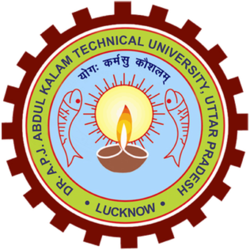 DR. A.P.J. ABDUL KALAM TECHNICAL UNIVERSITY, UTTAR PRADESH
योगः कर्मसु कौशलम्
· LUCKNOW ·